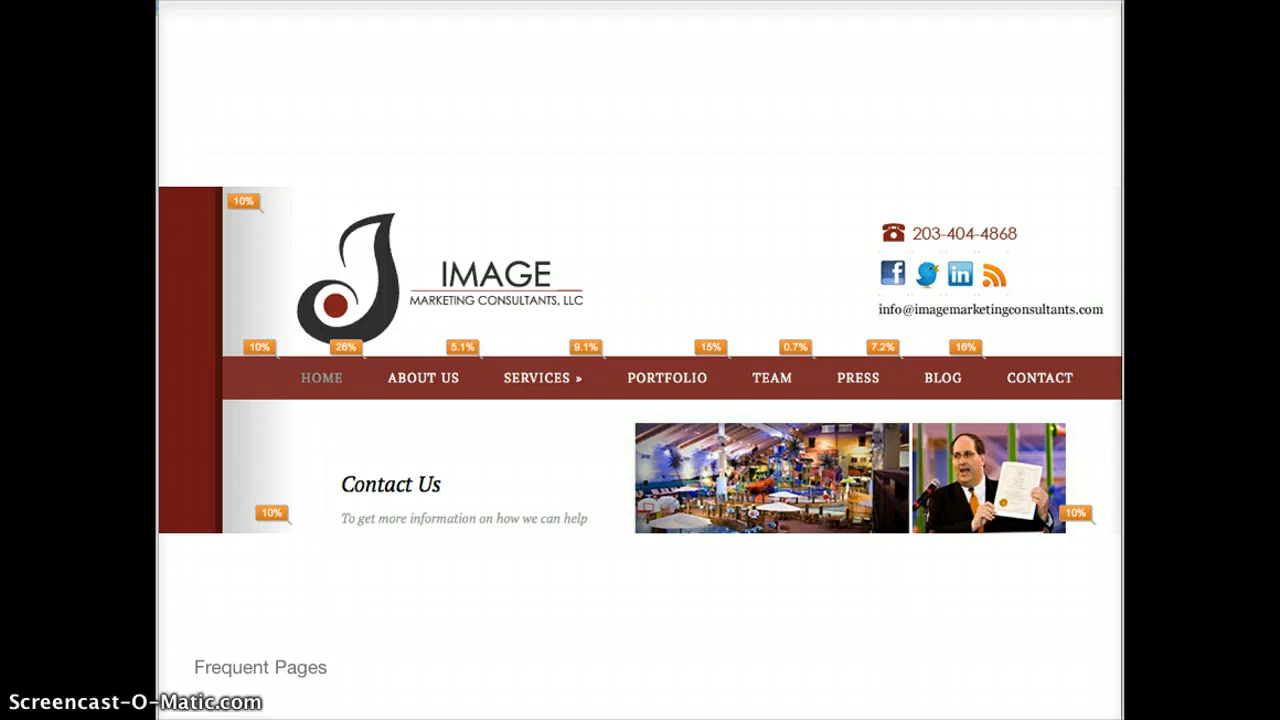 10%
203-404-4868
IMAGE
MARKETING CONSULTANTS, LLC
info@imagemarketingconsultants.com
10% 26% 5.1% 9.1% 15% 0.7% 7.2% 16%
HOME ABOUT US SERVICES » PORTFOLIO TEAM PRESS BLOG CONTACT
Contact Us
To get more information on how we can help
10% 10%
Frequent Pages
Screencast-O-Matic.com